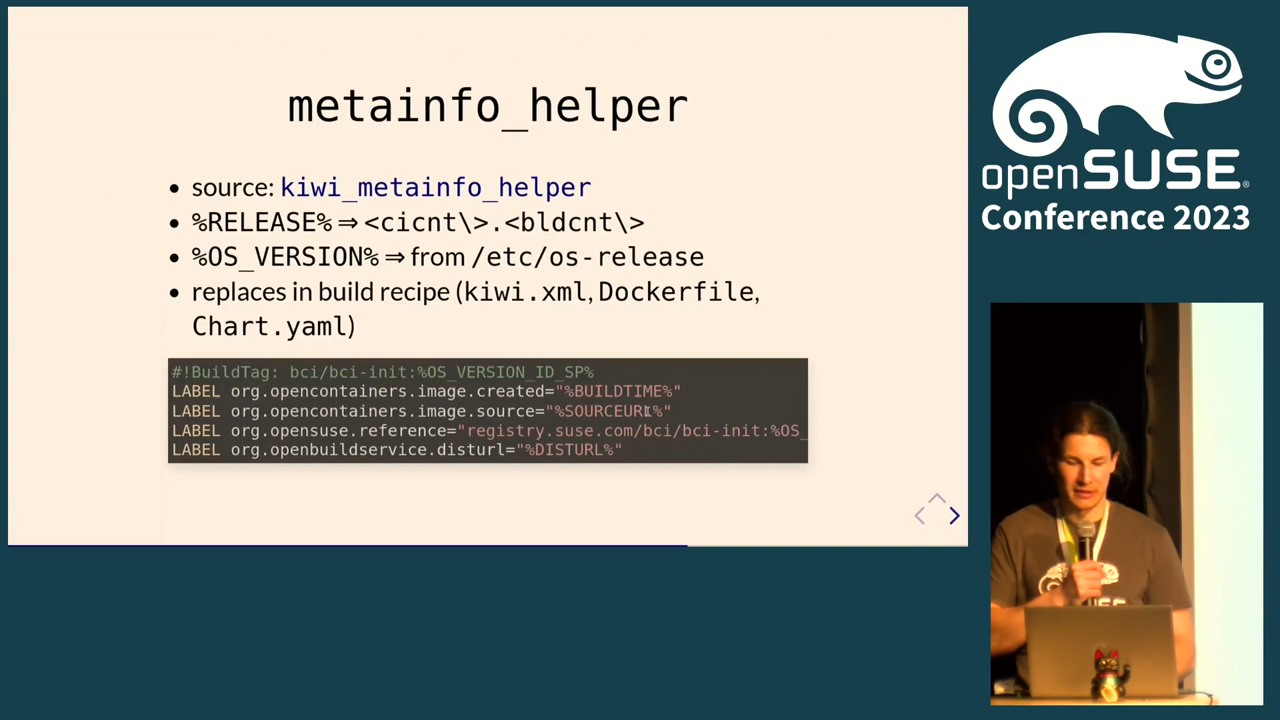 metainfo_helper
• source: kiwi_metainfo_helper
• %RELEASE% ⇒ <cicnt\>.<bldcnt\>
• %OS_VERSION% ⇒ from /etc/os-release
• replaces in build recipe (kiwi.xml, Dockerfile,
Chart.yaml)
#!BuildTag: bci/bci-init:%OS_VERSION_ID_SP%
LABEL org.opencontainers.image.created="%BUILDTIME%"
LABEL org.opencontainers.image.source="%SOURCEURL%"
LABEL org.opensuse.reference="registry.suse.com/bci/bci-init:%OS_
LABEL org.openbuildservice.disturl="%DISTURL%"
openSUSE®
Conference 2023